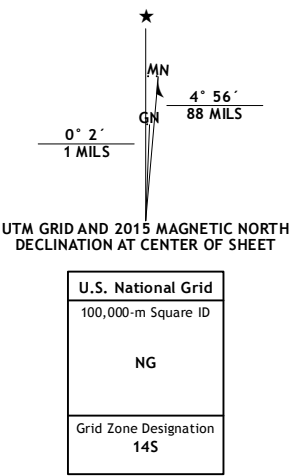 ★
MN
4° 56´
88 MILS
GN
0° 2´
1 MILS
UTM GRID AND 2015 MAGNETIC NORTH
DECLINATION AT CENTER OF SHEET
U.S. National Grid
100,000-m Square ID
NG
Grid Zone Designation
14S